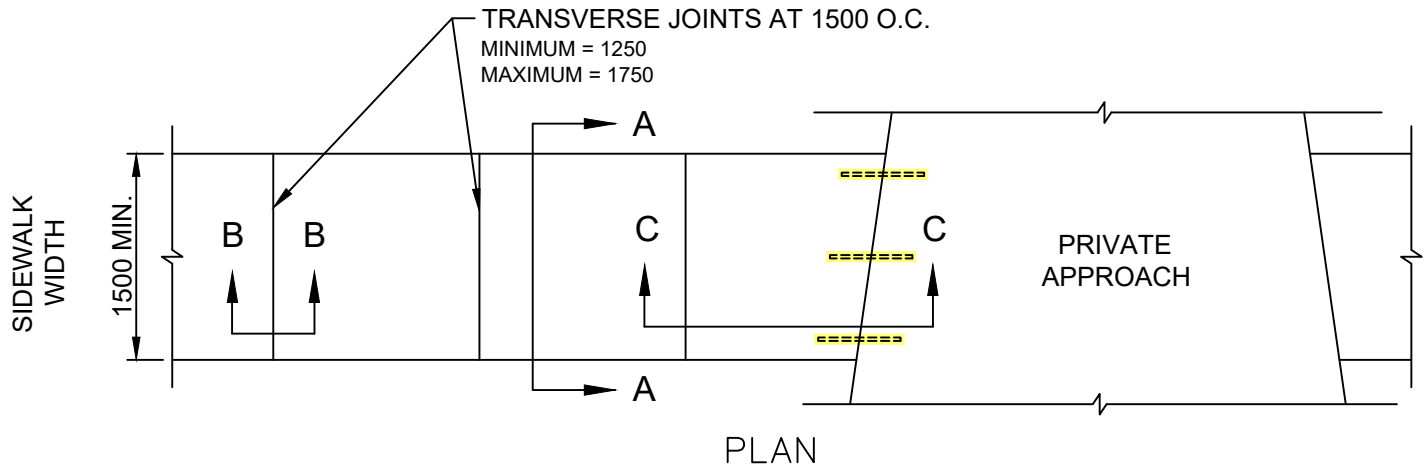 TRANSVERSE JOINTS AT 1500 O.C.
MINIMUM = 1250
MAXIMUM = 1750
A
SIDEWALK
WIDTH
1500 MIN.
B
B
C
C
PRIVATE
APPROACH
A
PLAN